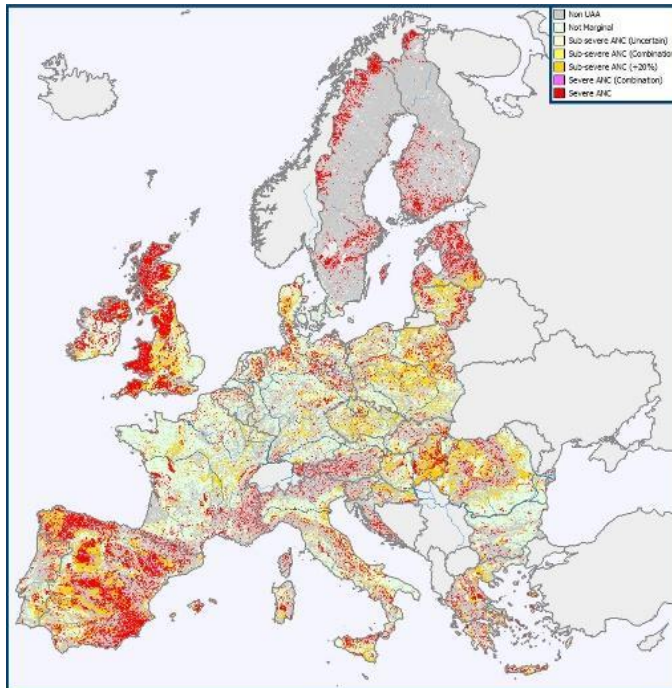 Non UAA
Not Marginal
Sub-severe ANC (Uncertain)
Sub-severe ANC (Combination
Sub-severe ANC (+20%)
Severe ANC (Combination)
Severe ANC